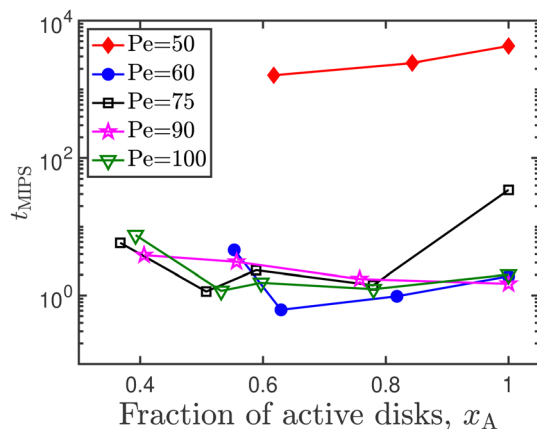 10^4
10^2
10^0
t_MIPS
Pe=50
Pe=60
Pe=75
Pe=90
Pe=100
0.4 0.6 0.8 1
Fraction of active disks, x_A